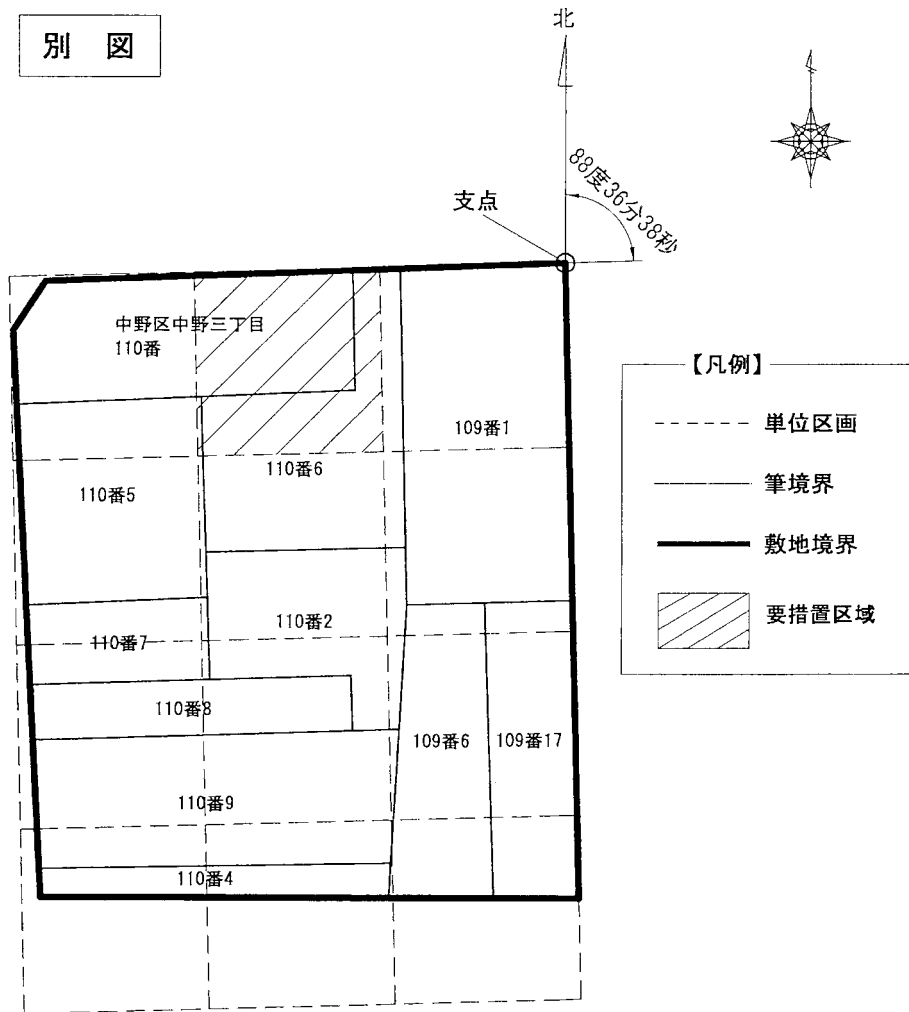 別 図
北
88度36分38秒
支点
中野区中野三丁目
110番
109番1
110番6
110番5
110番2
110番7
110番8
109番6
109番17
110番9
110番4
【凡例】
単位区画
筆境界
敷地境界
要措置区域